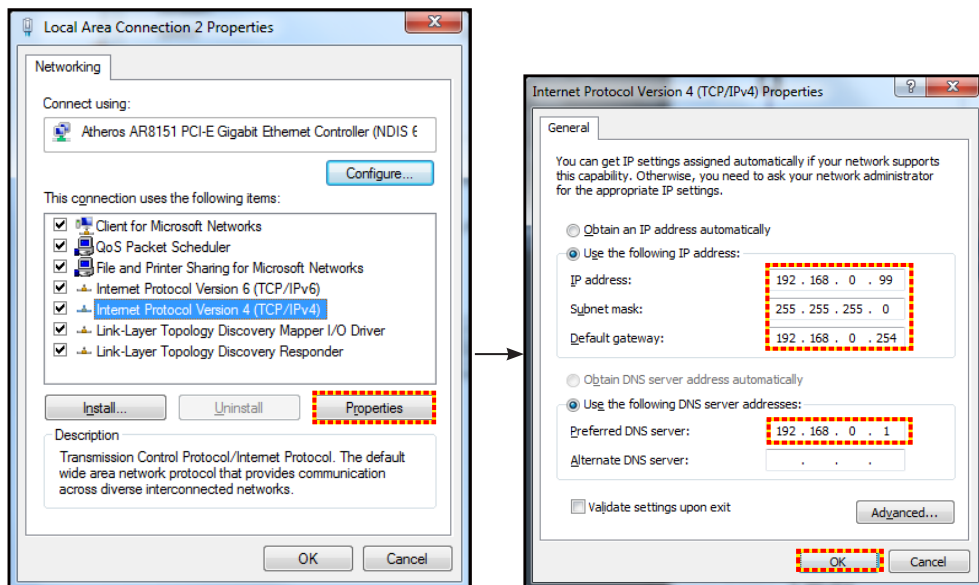 Local Area Connection 2 Properties
Networking
Connect using:
Atheros AR8151 PCI-E Gigabit Ethernet Controller (NDIS 6
Configure...
This connection uses the following items:
Client for Microsoft Networks
QoS Packet Scheduler
File and Printer Sharing for Microsoft Networks
Internet Protocol Version 6 (TCP/IPv6)
Internet Protocol Version 4 (TCP/IPv4)
Link-Layer Topology Discovery Mapper I/O Driver
Link-Layer Topology Discovery Responder
Install... Uninstall Properties
Description
Transmission Control Protocol/Internet Protocol. The default
wide area network protocol that provides communication
across diverse interconnected networks.
OK Cancel
Internet Protocol Version 4 (TCP/IPv4) Properties
General
You can get IP settings assigned automatically if your network supports
this capability. Otherwise, you need to ask your network administrator
for the appropriate IP settings.
Obtain an IP address automatically
Use the following IP address:
IP address: 192 . 168 . 0 . 99
Subnet mask: 255 . 255 . 255 . 0
Default gateway: 192 . 168 . 0 . 254
Obtain DNS server address automatically
Use the following DNS server addresses:
Preferred DNS server: 192 . 168 . 0 . 1
Alternate DNS server: . . .
Validate settings upon exit
Advanced...
OK Cancel